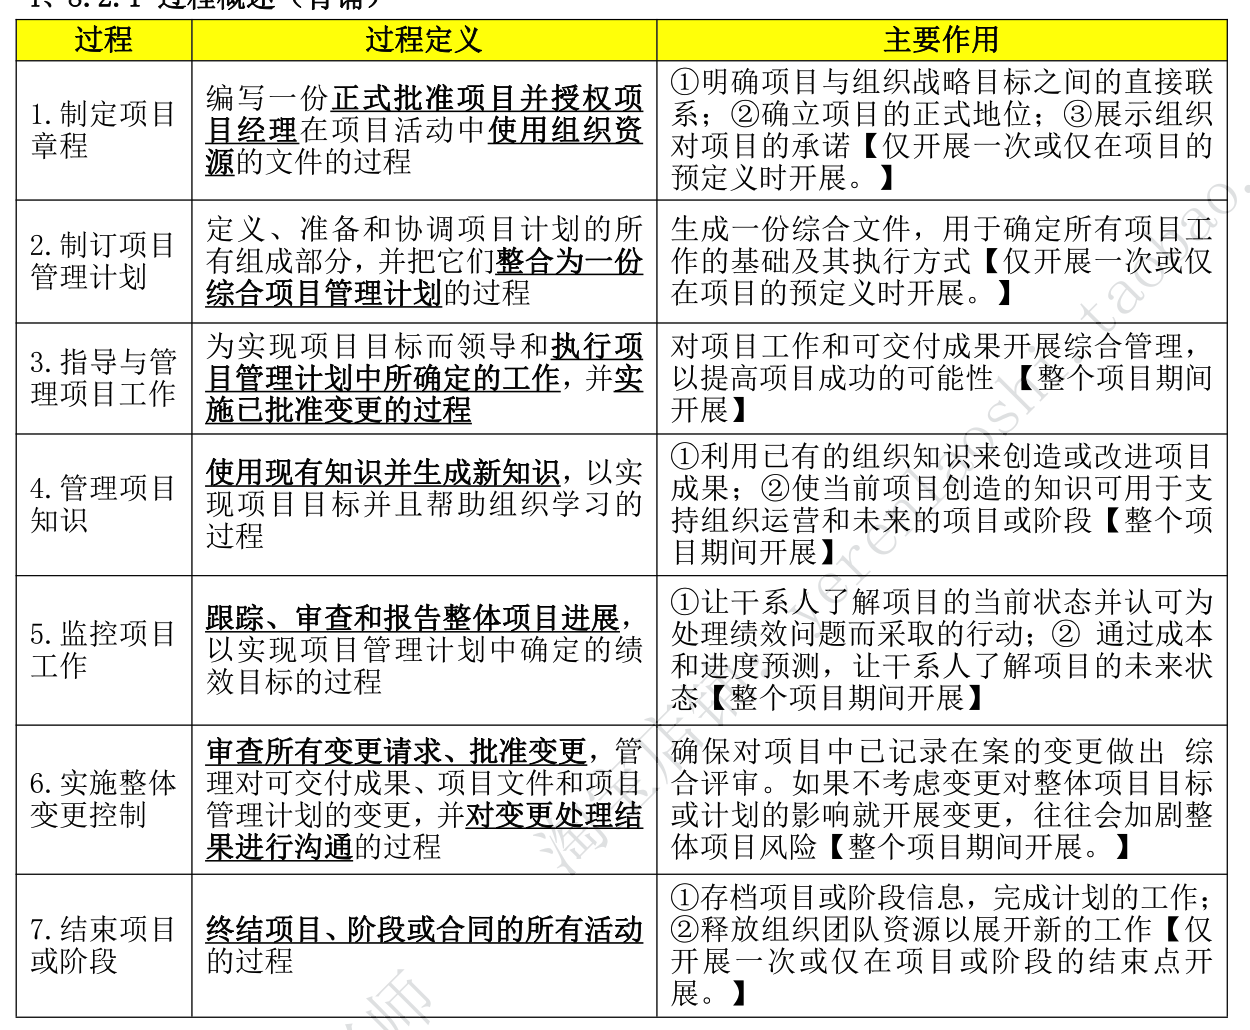 1、8.2.1 过程概述（背诵）
过程
过程定义
主要作用
1.制定项目
章程
编写一份正式批准项目并授权项
目经理在项目活动中使用组织资
源的文件的过程
①明确项目与组织战略目标之间的直接联
系；②确立项目的正式地位；③展示组织
对项目的承诺【仅开展一次或仅在项目的
预定义时开展。】
2.制订项目
管理计划
定义、准备和协调项目计划的所
有组成部分，并把它们整合为一份
综合项目管理计划的过程
生成一份综合文件，用于确定所有项目工
作的基础及其执行方式【仅开展一次或仅
在项目的预定义时开展。】
3.指导与管
理项目工作
为实现项目目标而领导和执行项
目管理计划中所确定的工作，并实
施已批准变更的过程
对项目工作和可交付成果开展综合管理，
以提高项目成功的可能性 【整个项目期间
开展】
4.管理项目
知识
使用现有知识并生成新知识，以实
现项目目标并且帮助组织学习的
过程
①利用已有的组织知识来创造或改进项目
成果；②使当前项目创造的知识可用于支
持组织运营和未来的项目或阶段【整个项
目期间开展】
5.监控项目
工作
跟踪、审查和报告整体项目进展，
以实现项目管理计划中确定的绩
效目标的过程
①让干系人了解项目的当前状态并认可为
处理绩效问题而采取的行动；② 通过成本
和进度预测，让干系人了解项目的未来状
态【整个项目期间开展】
6.实施整体
变更控制
审查所有变更请求、批准变更，管
理对可交付成果、项目文件和项目
管理计划的变更，并对变更处理结
果进行沟通的过程
确保对项目中已记录在案的变更做出 综
合评审。如果不考虑变更对整体项目目标
或计划的影响就开展变更，往往会加剧整
体项目风险【整个项目期间开展。】
7.结束项目
或阶段
终结项目、阶段或合同的所有活动
的过程
①存档项目或阶段信息，完成计划的工作；
②释放组织团队资源以展开新的工作【仅
开展一次或仅在项目或阶段的结束点开
展。】